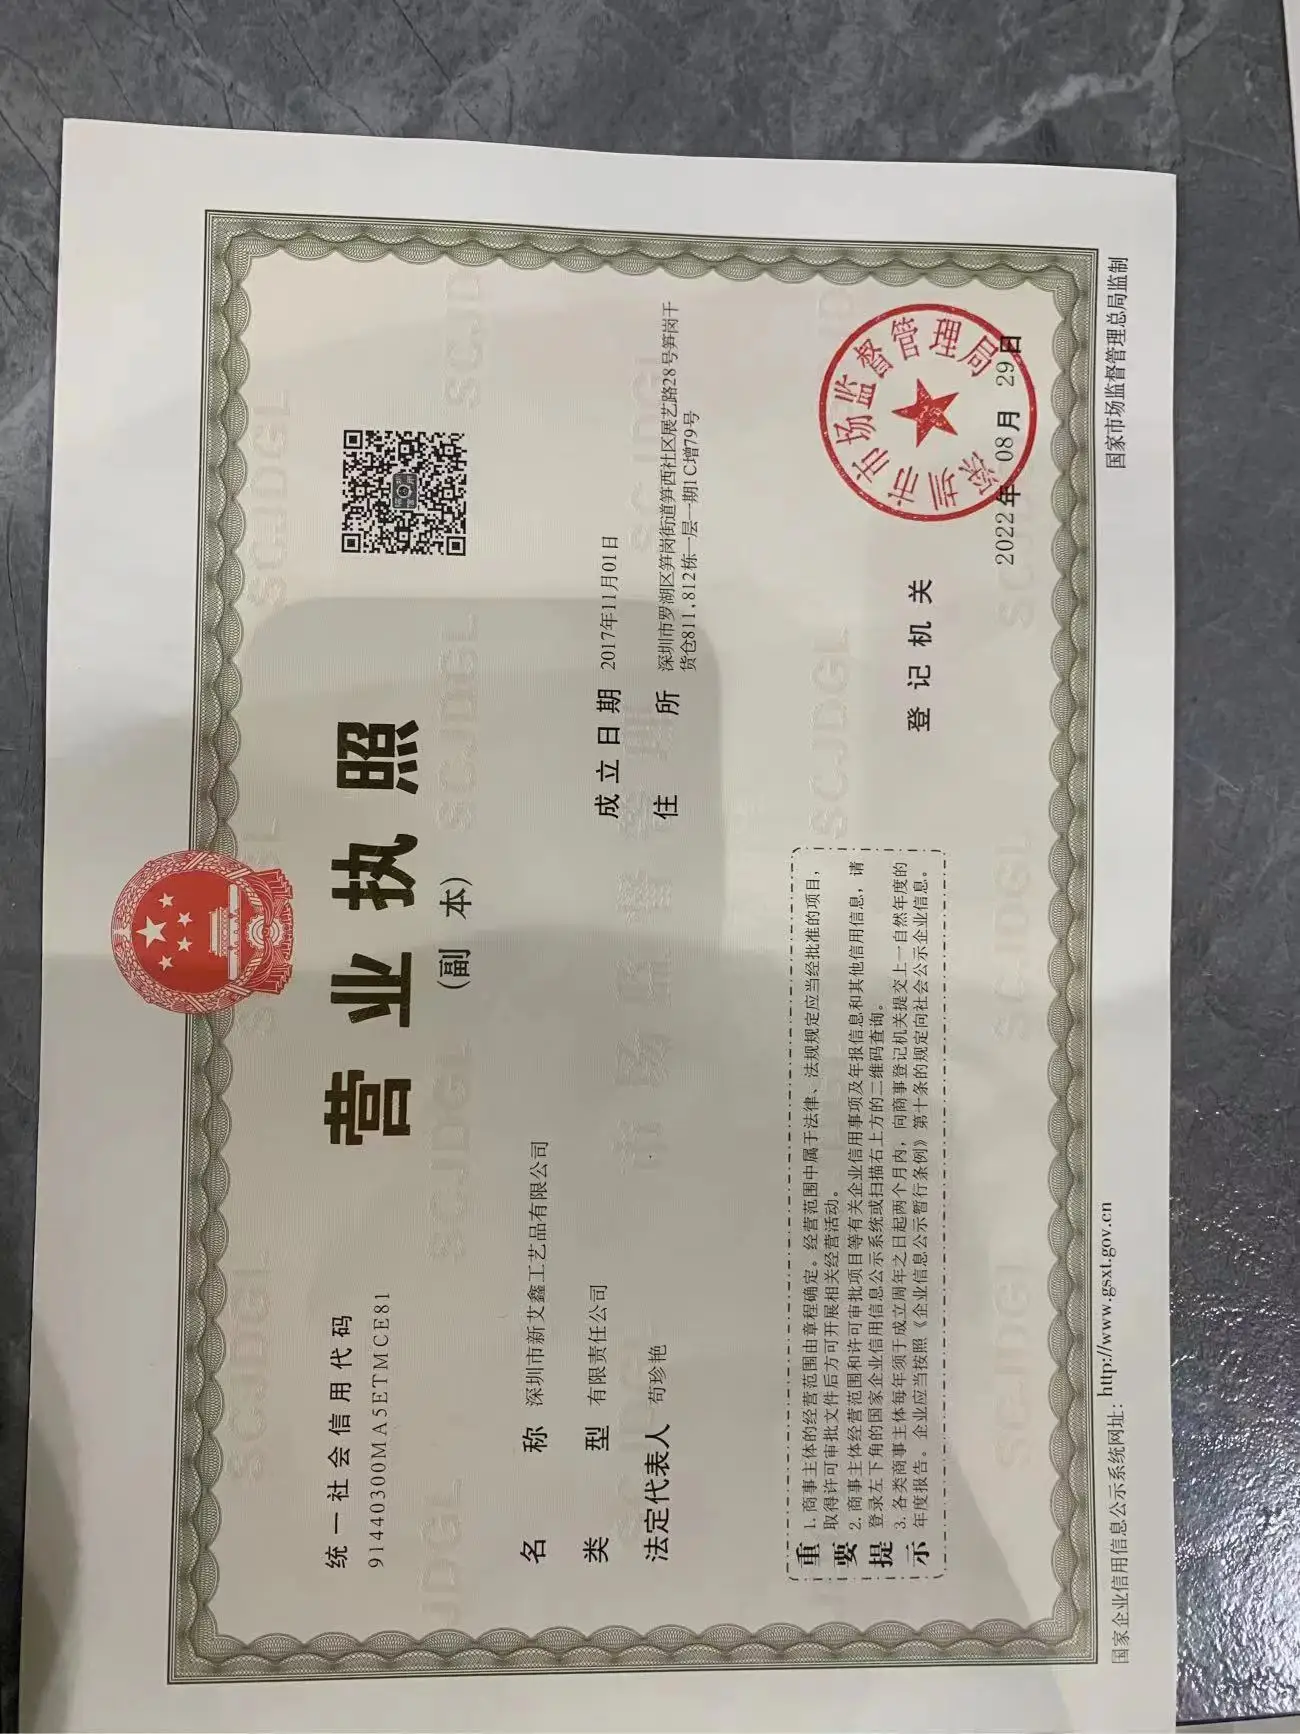 营业执照
(副 本)
统一社会信用代码
91440300MA5ETMCE81
名 称 深圳市新艾鑫工艺品有限公司
类 型 有限责任公司
法定代表人 苟珍艳
成立日期 2017年11月01日
住 所 深圳市罗湖区笋岗街道笋西社区展艺路28号笋岗干
货仓811,812栋一层一期1C增79号
重要提示
1.商事主体的经营范围由章程确定。经营范围中属于法律、法规规定应当经批准的项目,
取得许可审批文件后方可开展相关经营活动。
2.商事主体经营范围和许可审批项目等有关企业信用事项及年报信息和其他信用信息,请
登录左下角的国家企业信用信息公示系统或扫描右上方的二维码查询。
3.各类商事主体每年须于成立周年之日起两个月内,向商事登记机关提交上一自然年度的
年度报告。企业应当按照《企业信息公示暂行条例》第十条的规定向社会公示企业信息。
登记机关
深圳市市场监督管理局
2022年08月29日
国家企业信用信息公示系统网址:http://www.gsxt.gov.cn
国家市场监督管理总局监制
SCJDGL
市场监督管理